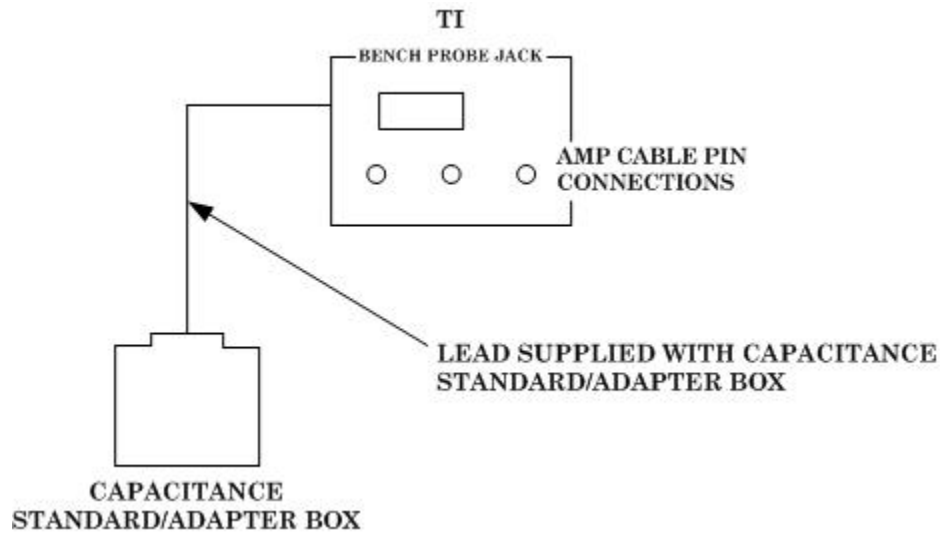 TI
BENCH PROBE JACK
AMP CABLE PIN
CONNECTIONS
LEAD SUPPLIED WITH CAPACITANCE
STANDARD/ADAPTER BOX
CAPACITANCE
STANDARD/ADAPTER BOX